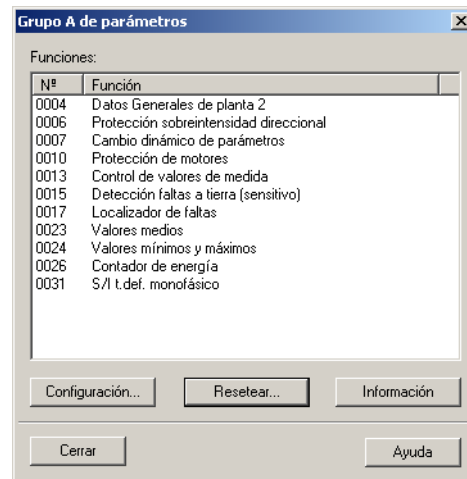 Grupo A de parámetros
Funciones:
Nº Función
0004 Datos Generales de planta 2
0006 Protección sobreintensidad direccional
0007 Cambio dinámico de parámetros
0010 Protección de motores
0013 Control de valores de medida
0015 Detección faltas a tierra (sensitivo)
0017 Localizador de faltas
0023 Valores medios
0024 Valores mínimos y máximos
0026 Contador de energía
0031 S/I t.def. monofásico
Configuración... Resetear... Información
Cerrar Ayuda